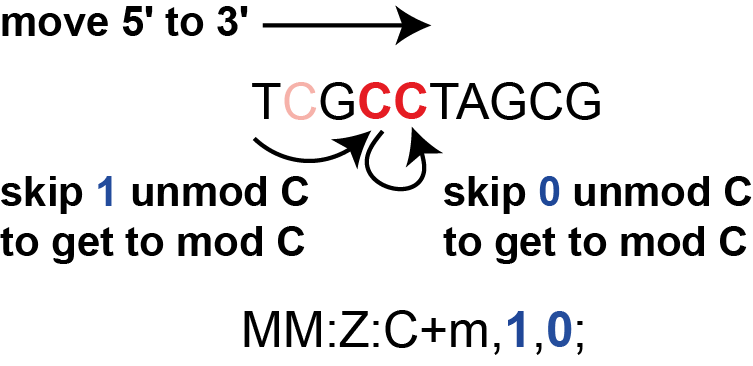 move 5' to 3'
TCGCCTAGCG
skip 1 unmod C
to get to mod C
skip 0 unmod C
to get to mod C
MM:Z:C+m,1,0;